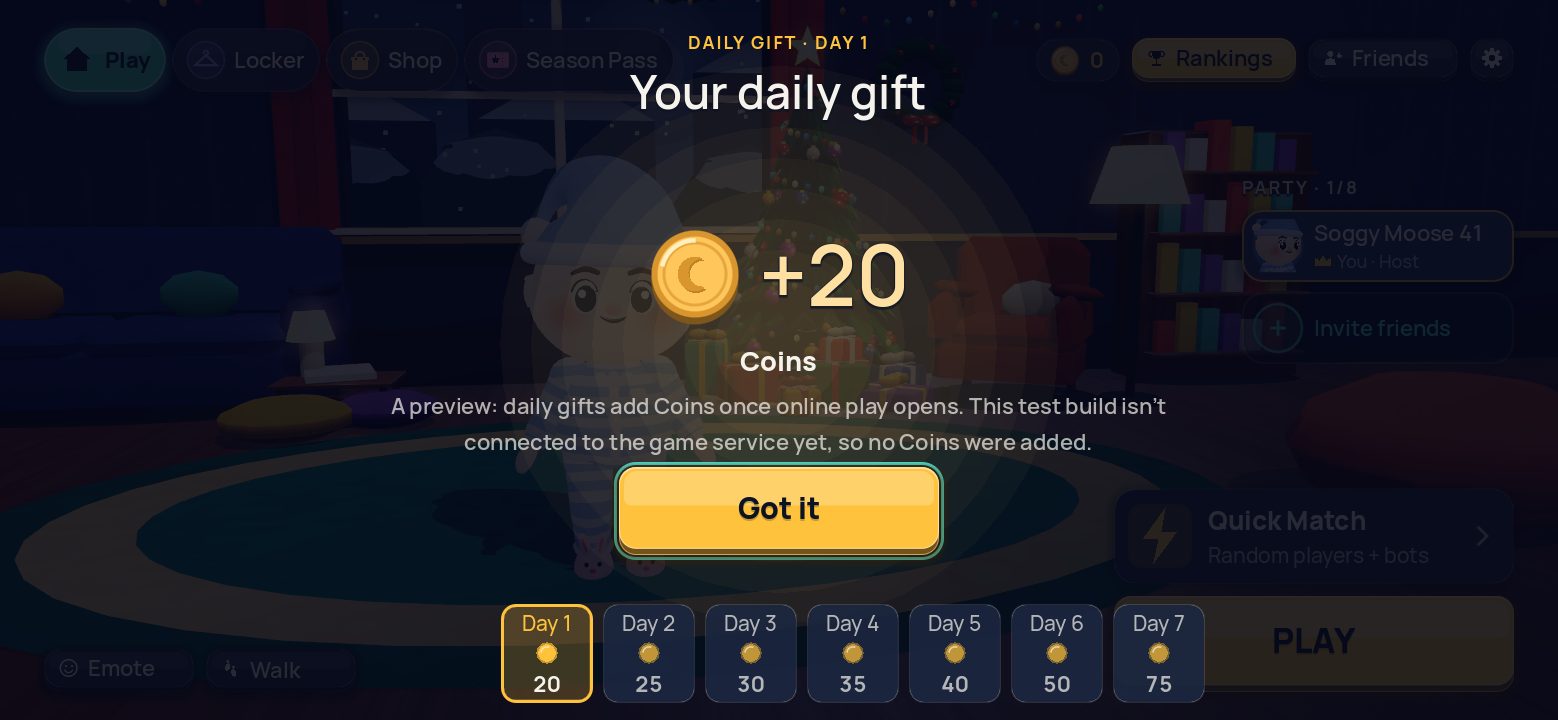 DAILY GIFT · DAY 1
Your daily gift
Play
Locker
Shop
Season Pass
0
Rankings
Friends
PARTY · 1/8
Soggy Moose 41
You · Host
Invite friends
+20
Coins
A preview: daily gifts add Coins once online play opens. This test build isn't
connected to the game service yet, so no Coins were added.
Got it
Quick Match
Random players + bots
PLAY
Emote
Walk
Day 1
20
Day 2
25
Day 3
30
Day 4
35
Day 5
40
Day 6
50
Day 7
75